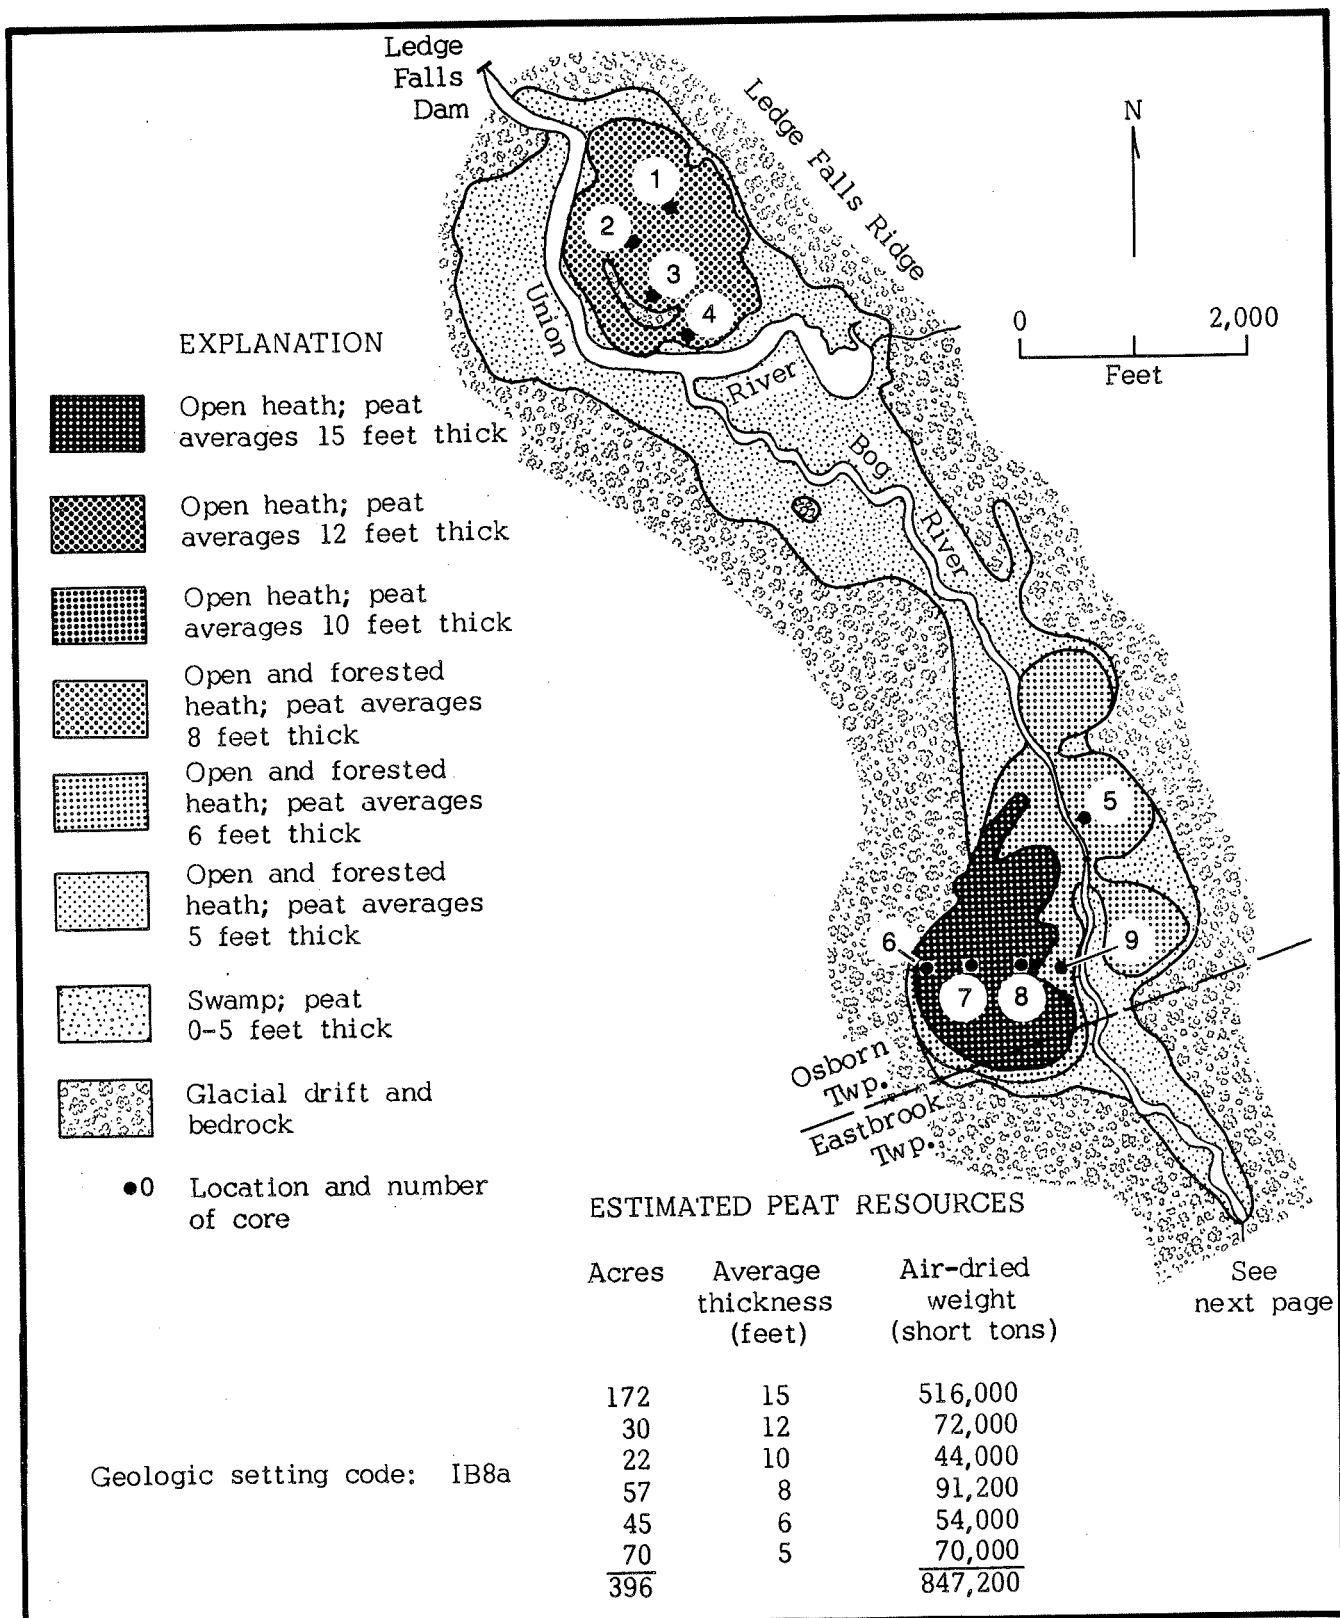 Ledge
Falls
Dam
Ledge Falls Ridge
N
1
2
3
4
Union
River
Bog
River
0 2,000
Feet
EXPLANATION
Open heath; peat
averages 15 feet thick
Open heath; peat
averages 12 feet thick
Open heath; peat
averages 10 feet thick
Open and forested
heath; peat averages
8 feet thick
Open and forested
heath; peat averages
6 feet thick
Open and forested
heath; peat averages
5 feet thick
Swamp; peat
0-5 feet thick
Glacial drift and
bedrock
0 Location and number
of core
5
6
9
7
8
Osborn
Twp.
Eastbrook
Twp.
See
next page
ESTIMATED PEAT RESOURCES
Acres Average Air-dried
thickness weight
(feet) (short tons)
172 15 516,000
30 12 72,000
22 10 44,000
57 8 91,200
45 6 54,000
70 5 70,000
396 847,200
Geologic setting code: IB8a